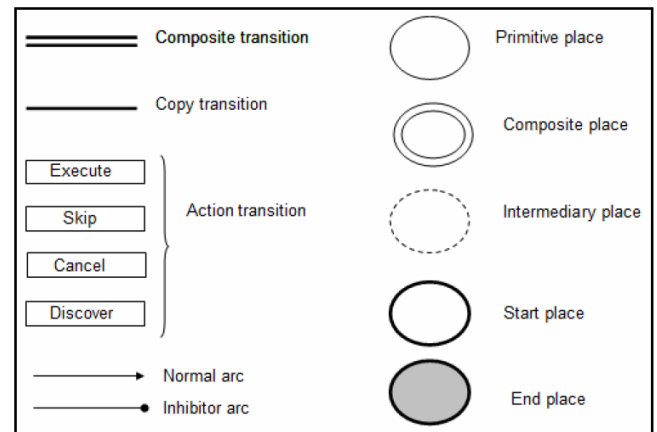 Composite transition
Copy transition
Execute
Skip
Cancel
Discover
Action transition
Normal arc
Inhibitor arc
Primitive place
Composite place
Intermediary place
Start place
End place